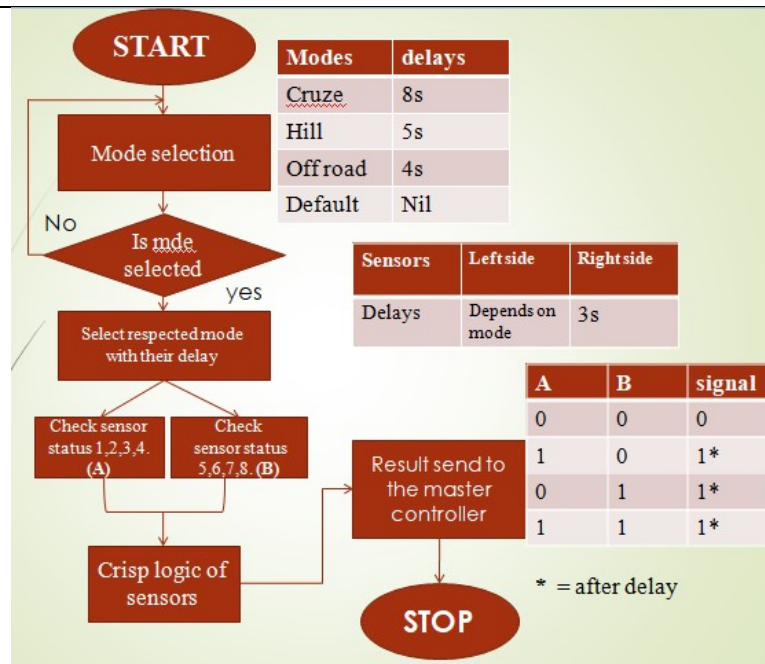 START
Mode selection
No
Is mde
selected
yes
Select respected mode
with their delay
Check sensor
status 1,2,3,4.
(A)
Check
sensor status
5,6,7,8. (B)
Crisp logic of
sensors
Result send to
the master
controller
STOP
Modes delays
Cruze 8s
Hill 5s
Off road 4s
Default Nil
Sensors Left side Right side
Delays Depends on 3s
mode
A B signal
0 0 0
1 0 1*
0 1 1*
1 1 1*
* = after delay